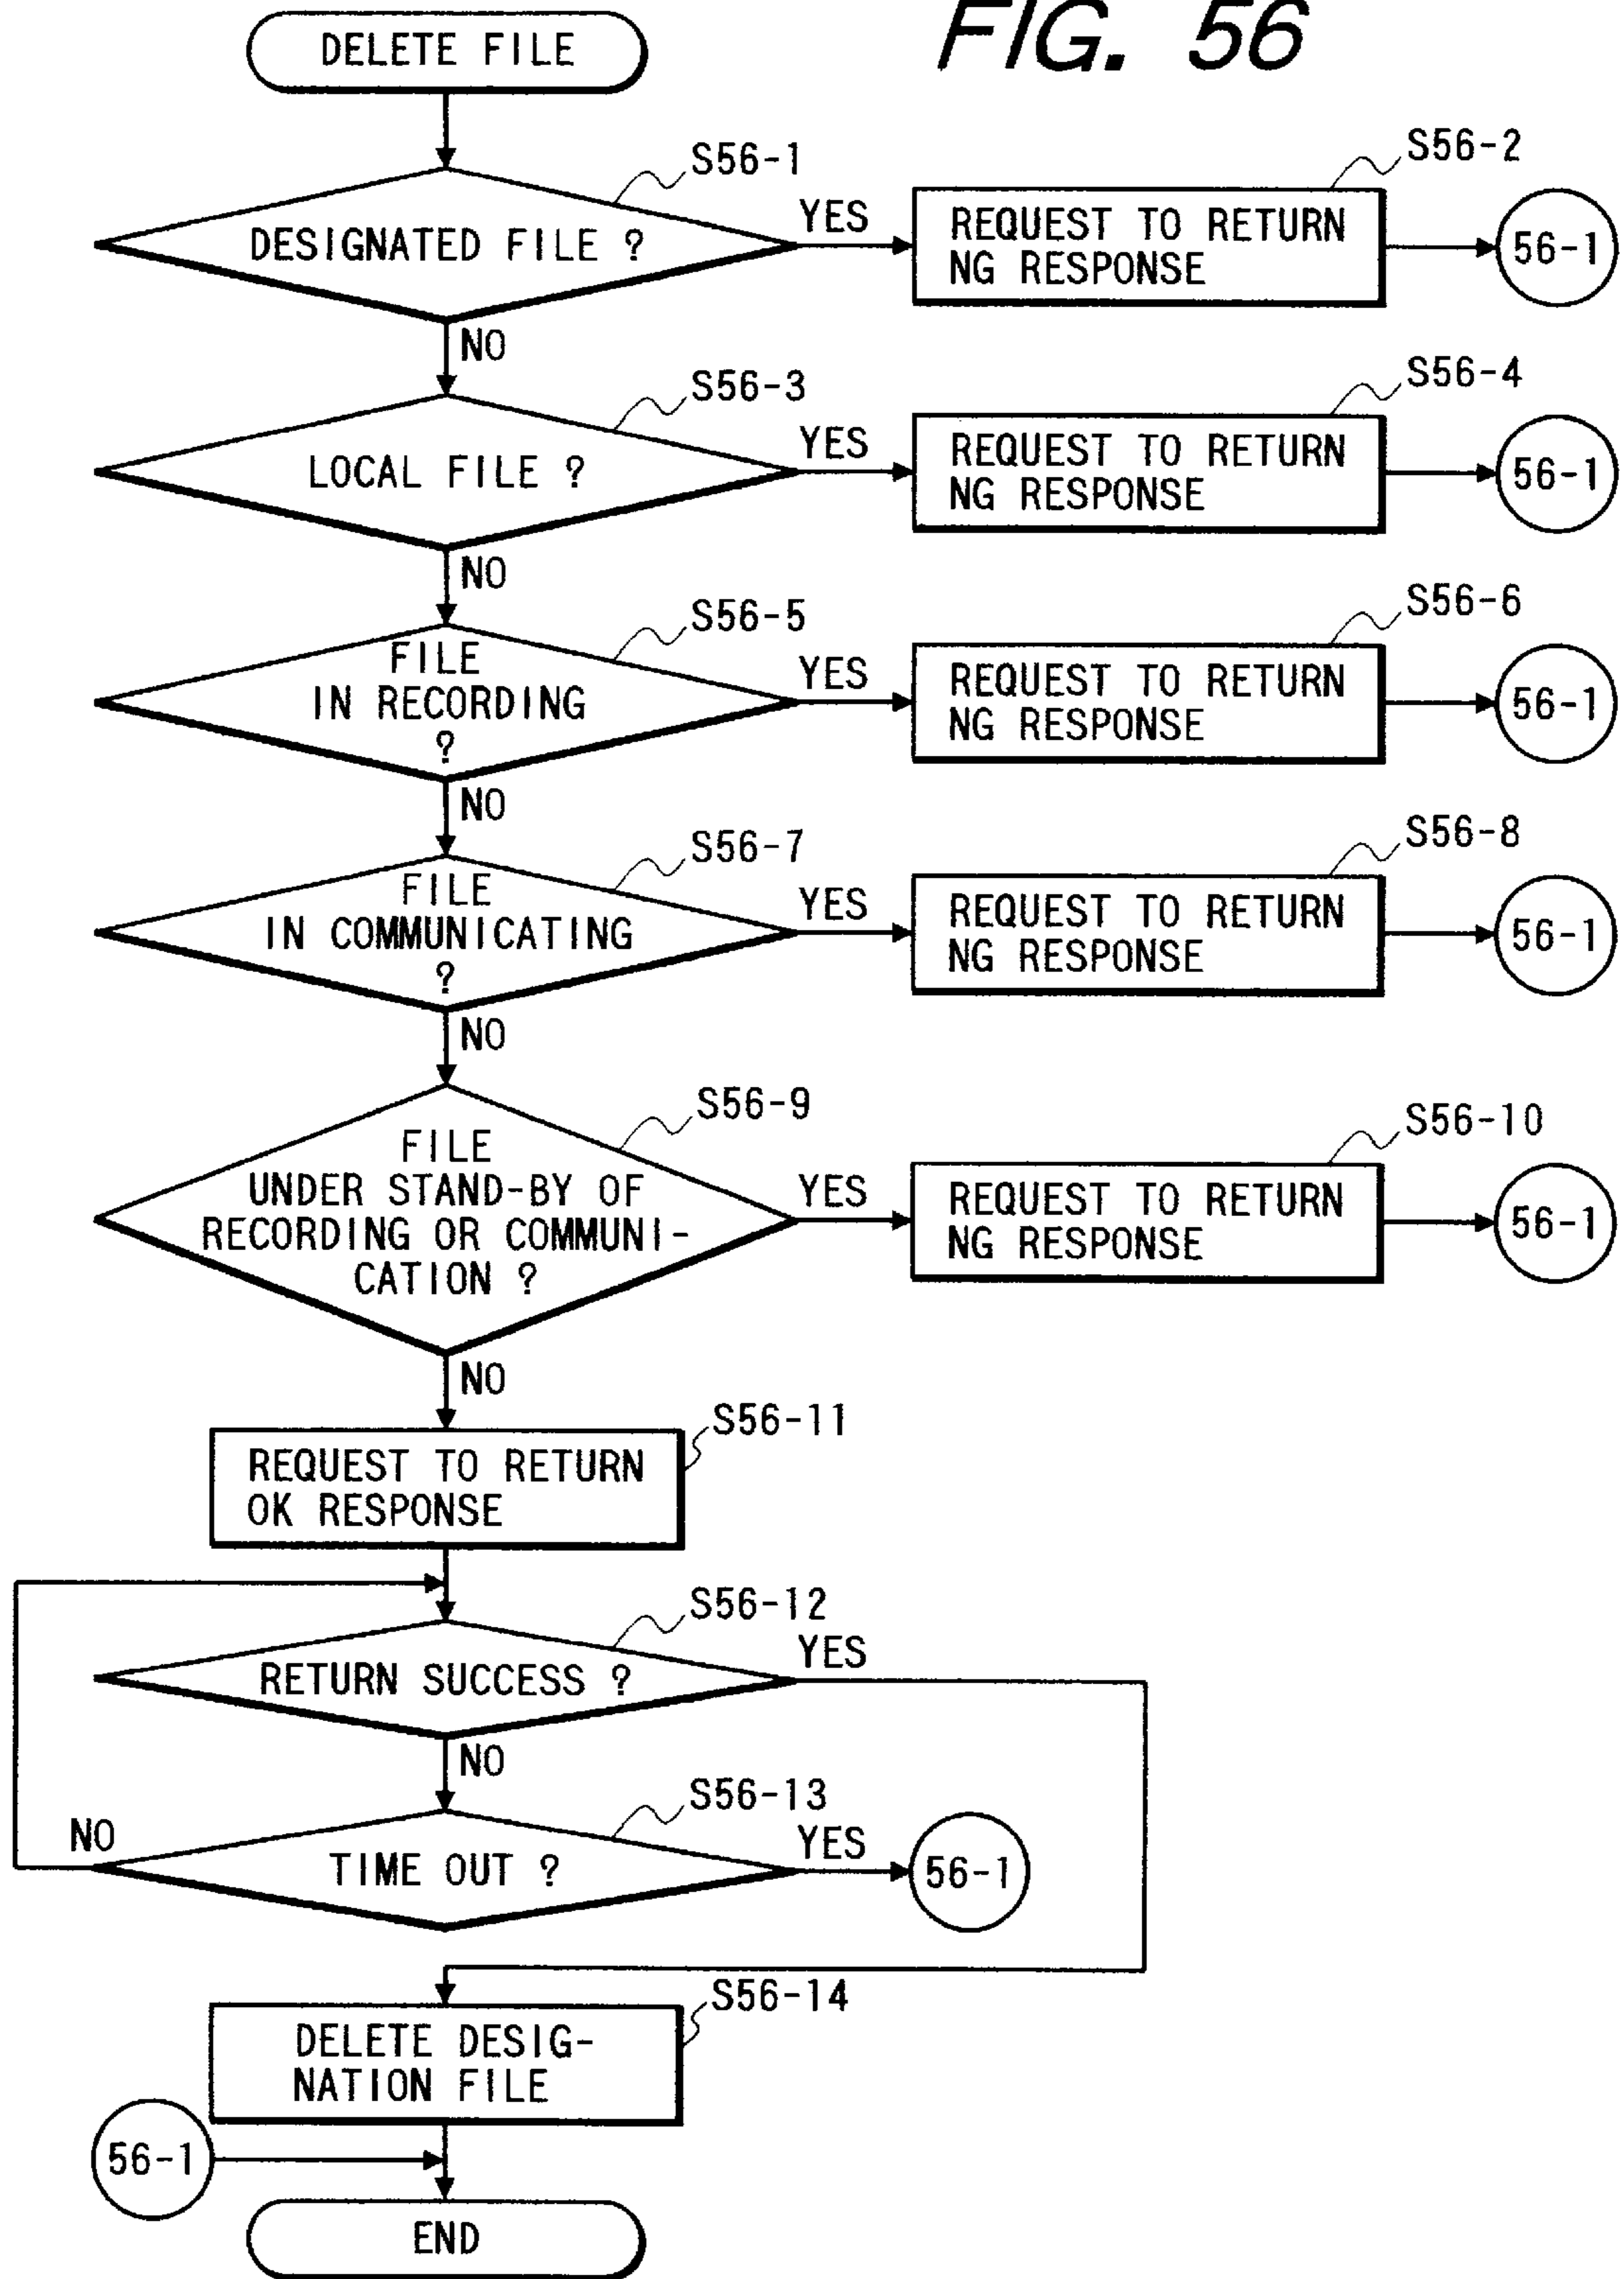 FIG. 56
DELETE FILE
S56-1
DESIGNATED FILE ?
YES
NO
S56-2
REQUEST TO RETURN
NG RESPONSE
56-1
S56-3
LOCAL FILE ?
YES
NO
S56-4
REQUEST TO RETURN
NG RESPONSE
56-1
S56-5
FILE
IN RECORDING
?
YES
NO
S56-6
REQUEST TO RETURN
NG RESPONSE
56-1
S56-7
FILE
IN COMMUNICATING
?
YES
NO
S56-8
REQUEST TO RETURN
NG RESPONSE
56-1
S56-9
FILE
UNDER STAND-BY OF
RECORDING OR COMMUNI-
CATION ?
YES
NO
S56-10
REQUEST TO RETURN
NG RESPONSE
56-1
S56-11
REQUEST TO RETURN
OK RESPONSE
S56-12
RETURN SUCCESS ?
YES
NO
S56-13
TIME OUT ?
NO
YES
56-1
S56-14
DELETE DESIG-
NATION FILE
56-1
END